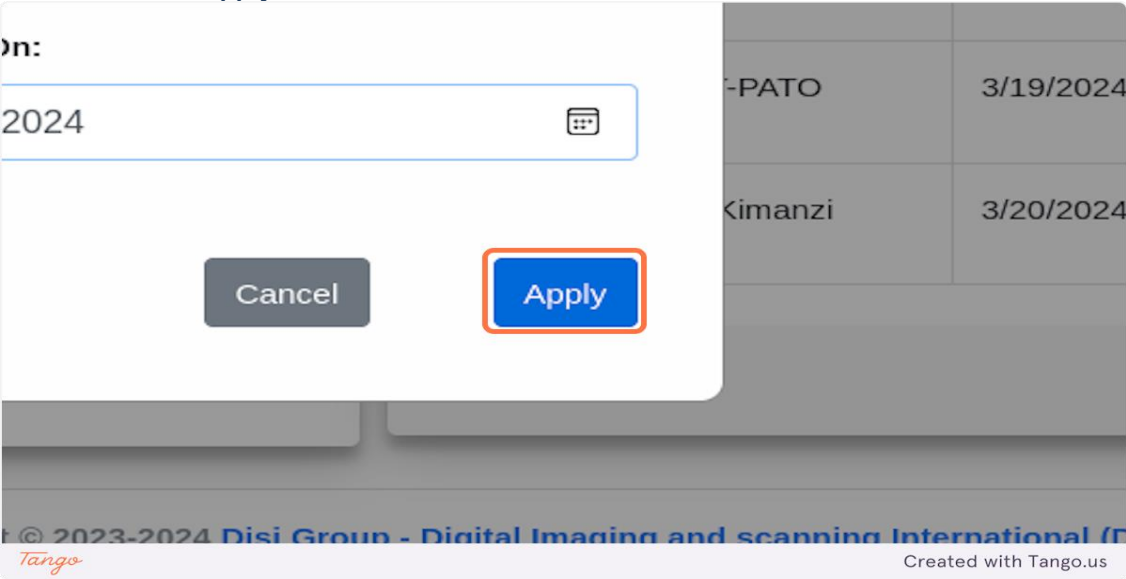 On:
-PATO 3/19/2024
2024
Kimanzi 3/20/2024
Cancel Apply
© 2023-2024 Disi Group - Digital Imaging and scanning International (D
Tango Created with Tango.us